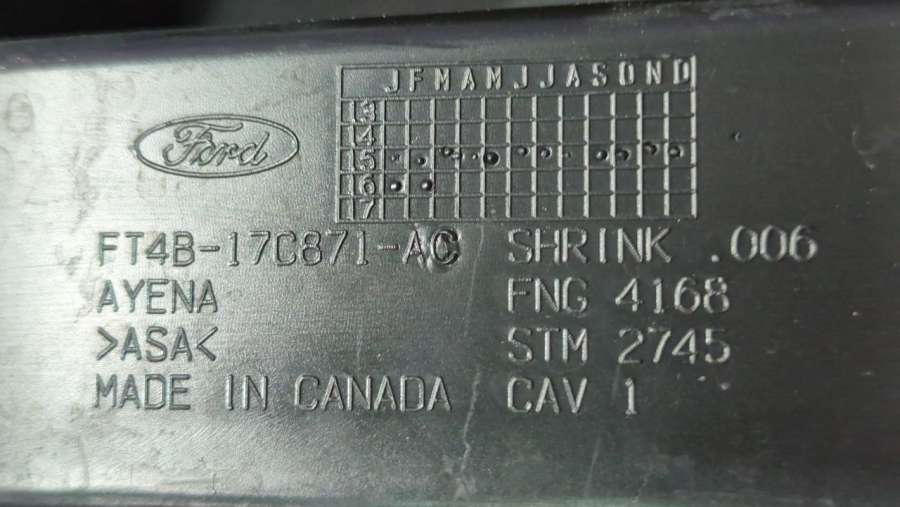 Ford
J F M A M J J A S O N D
13
14
15
16
17
FT4B-17C871-AC
AYENA
>ASA<
MADE IN CANADA
SHRINK .006
FNG 4168
STM 2745
CAV 1